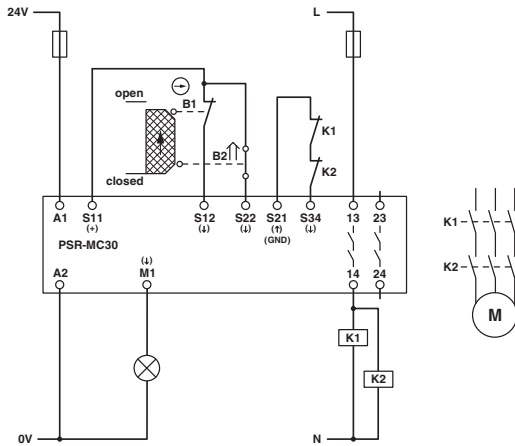 24V
L
open
B1
K1
B2
K2
closed
A1 S11 S12 S22 S21 S34 13 23
(+) (↓) (↓) (↑) (↓)
(GND)
PSR-MC30
(↓)
A2 M1 14 24
K1
K2
M
K1
K2
0V N